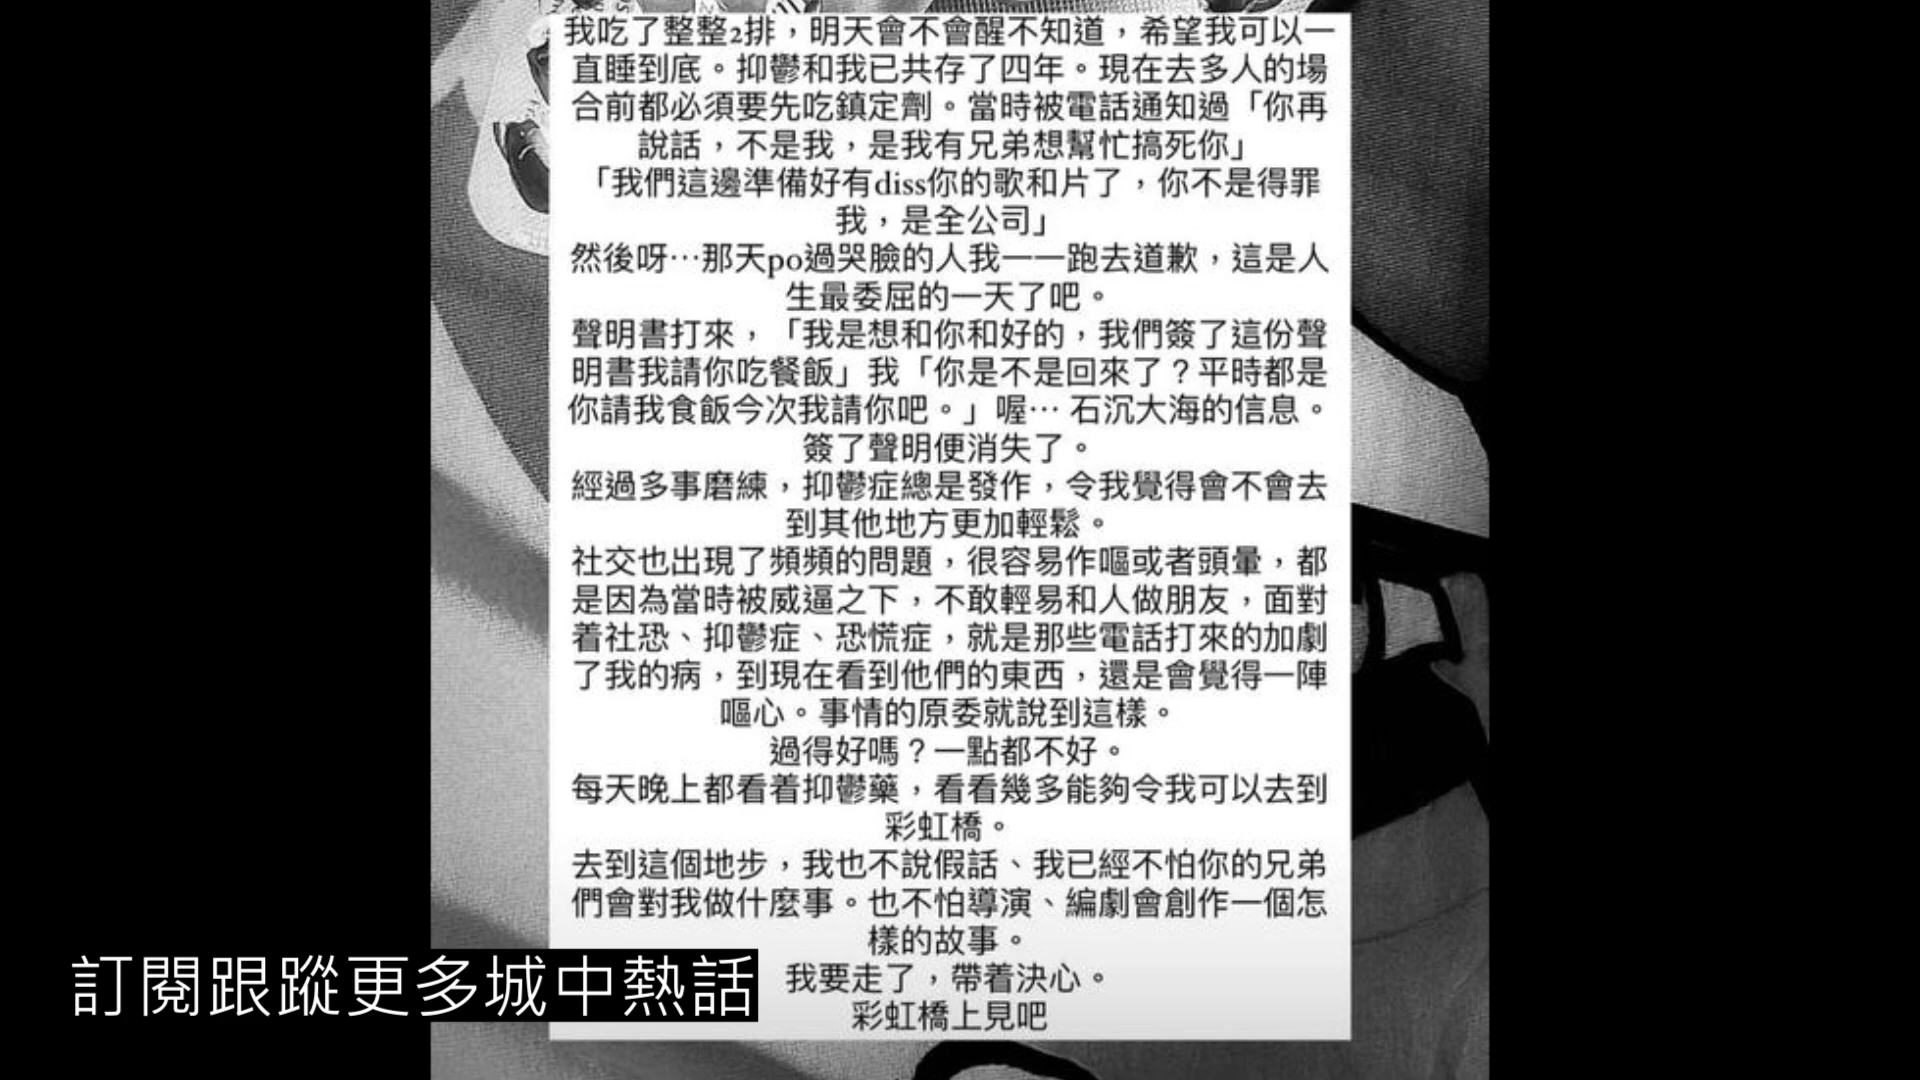 我吃了整整2排，明天會不會醒不知道，希望我可以一
直睡到底。抑鬱和我已共存了四年。現在去多人的場
合前都必須要先吃鎮定劑。當時被電話通知過「你再
說話，不是我，是我有兄弟想幫忙搞死你」
「我們這邊準備好有diss你的歌和片了，你不是得罪
我，是全公司」
然後呀…那天po過哭臉的人我一一跑去道歉，這是人
生最委屈的一天了吧。
聲明書打來，「我是想和你和好的，我們簽了這份聲
明書我請你吃餐飯」我「你是不是回來了？平時都是
你請我食飯今次我請你吧。」喔… 石沉大海的信息。
簽了聲明便消失了。
經過多事磨練，抑鬱症總是發作，令我覺得會不會去
到其他地方更加輕鬆。
社交也出現了頻頻的問題，很容易作嘔或者頭暈，都
是因為當時被威逼之下，不敢輕易和人做朋友，面對
着社恐、抑鬱症、恐慌症，就是那些電話打來的加劇
了我的病，到現在看到他們的東西，還是會覺得一陣
嘔心。事情的原委就說到這樣。
過得好嗎？一點都不好。
每天晚上都看着抑鬱藥，看看幾多能夠令我可以去到
彩虹橋。
去到這個地步，我也不說假話、我已經不怕你的兄弟
們會對我做什麼事。也不怕導演、編劇會創作一個怎
樣的故事。
我要走了，帶着決心。
彩虹橋上見吧
訂閱跟蹤更多城中熱話